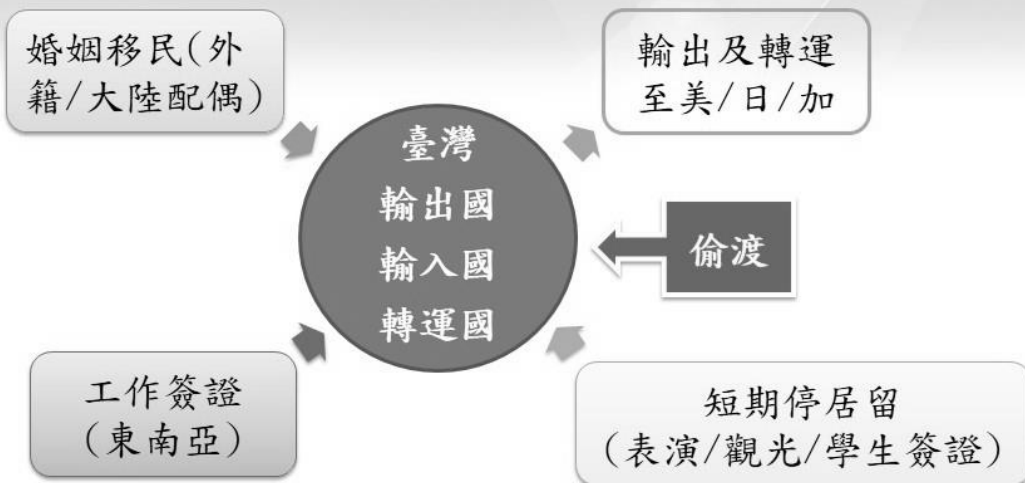 婚姻移民(外
籍/大陸配偶)
輸出及轉運
至美/日/加
臺灣
輸出國
輸入國
轉運國
偷渡
工作簽證
(東南亞)
短期停居留
(表演/觀光/學生簽證)